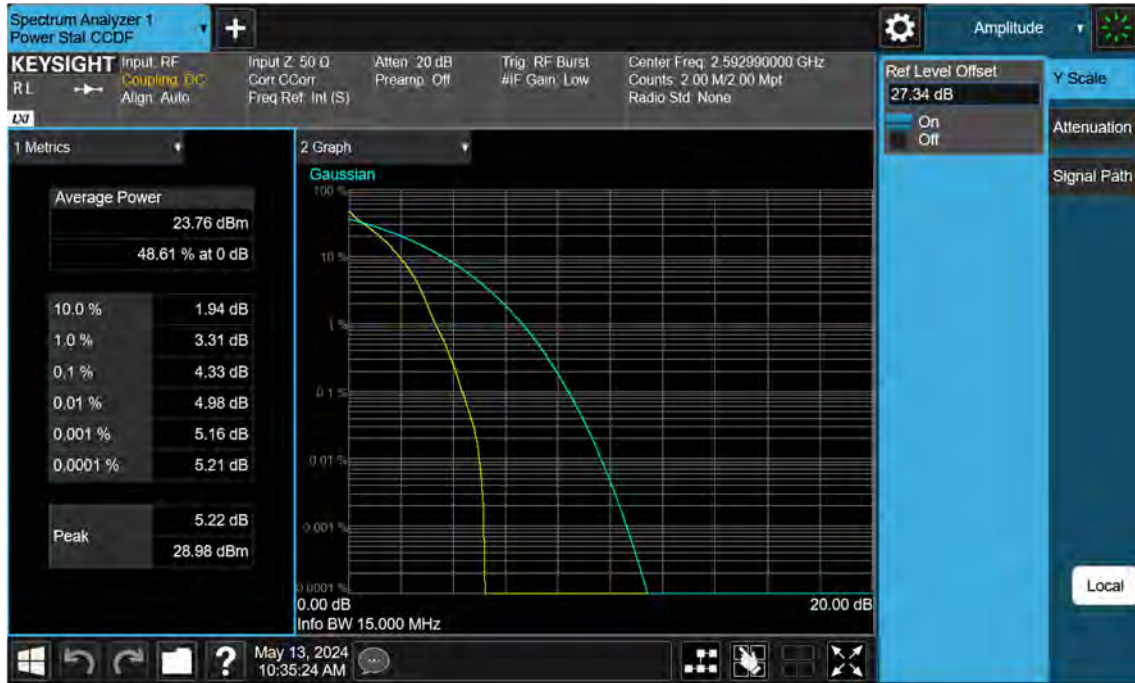 Spectrum Analyzer 1
Power Stat CCDF
+
Amplitude
KEYSIGHT
RL
LXI
Input: RF
Coupling: DC
Align: Auto
Input Z: 50 Ω
Corr CCorr
Freq Ref: Int (S)
Atten: 20 dB
Preamp: Off
Trig: RF Burst
#IF Gain: Low
Center Freq: 2.592990000 GHz
Counts: 2.00 M/2.00 Mpt
Radio Std: None
Ref Level Offset
27.34 dB
On
Off
Y Scale
Attenuation
Signal Path
1 Metrics
Average Power
23.76 dBm
48.61 % at 0 dB
10.0 % 1.94 dB
1.0 % 3.31 dB
0.1 % 4.33 dB
0.01 % 4.98 dB
0.001 % 5.16 dB
0.0001 % 5.21 dB
Peak
5.22 dB
28.98 dBm
2 Graph
Gaussian
100 %
10 %
1 %
0.1 %
0.01 %
0.001 %
0.0001 %
0.00 dB 20.00 dB
Info BW 15.000 MHz
Local
?
May 13, 2024
10:35:24 AM